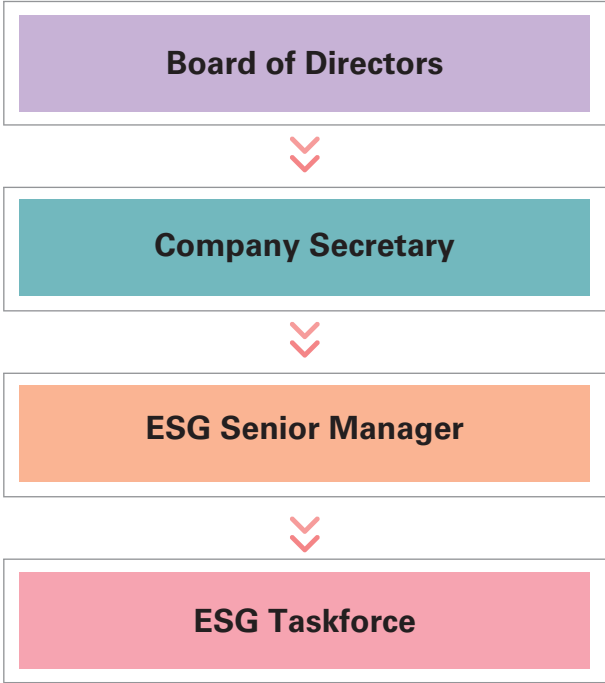 Board of Directors
Company Secretary
ESG Senior Manager
ESG Taskforce